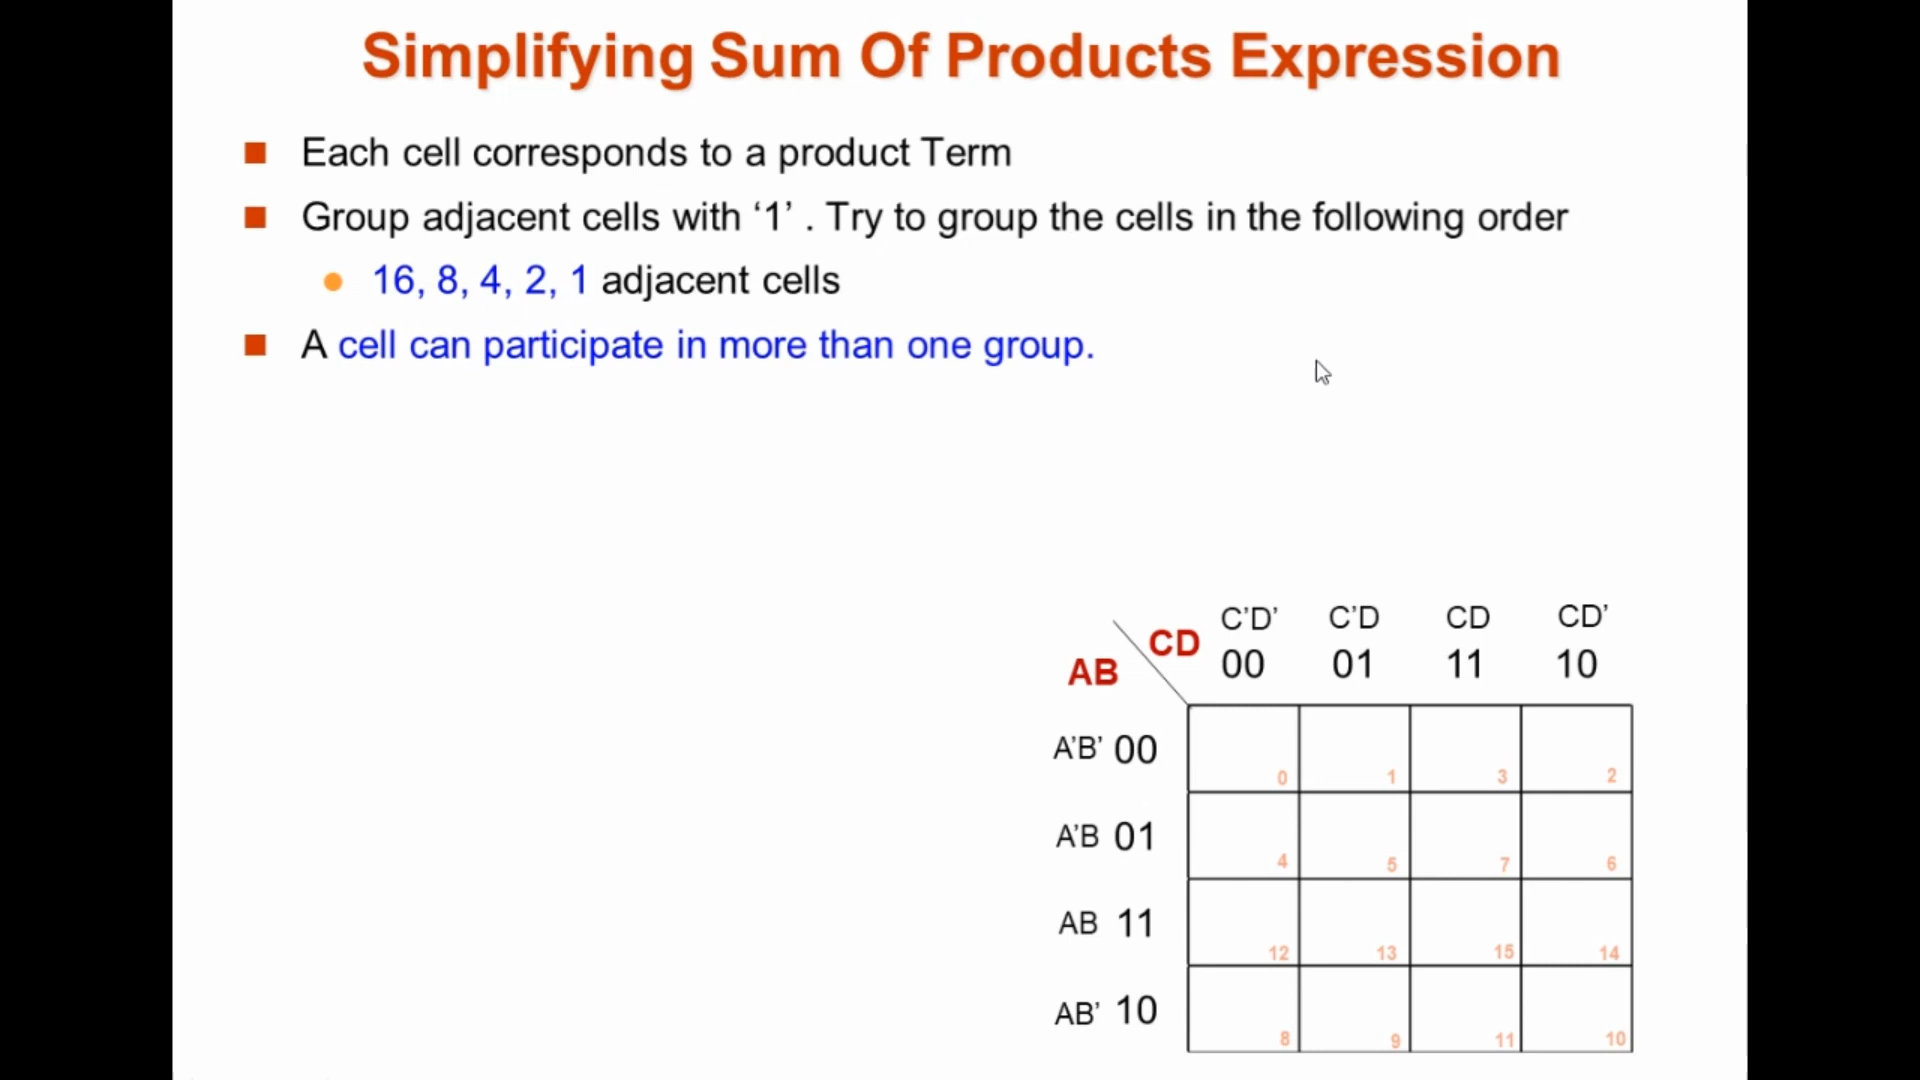 Simplifying Sum Of Products Expression
Each cell corresponds to a product Term
Group adjacent cells with ‘1’ . Try to group the cells in the following order
16, 8, 4, 2, 1 adjacent cells
A cell can participate in more than one group.
C’D’ C’D CD CD’
CD 00 01 11 10
AB
A’B’ 00 0 1 3 2
A’B 01 4 5 7 6
AB 11 12 13 15 14
AB’ 10 8 9 11 10